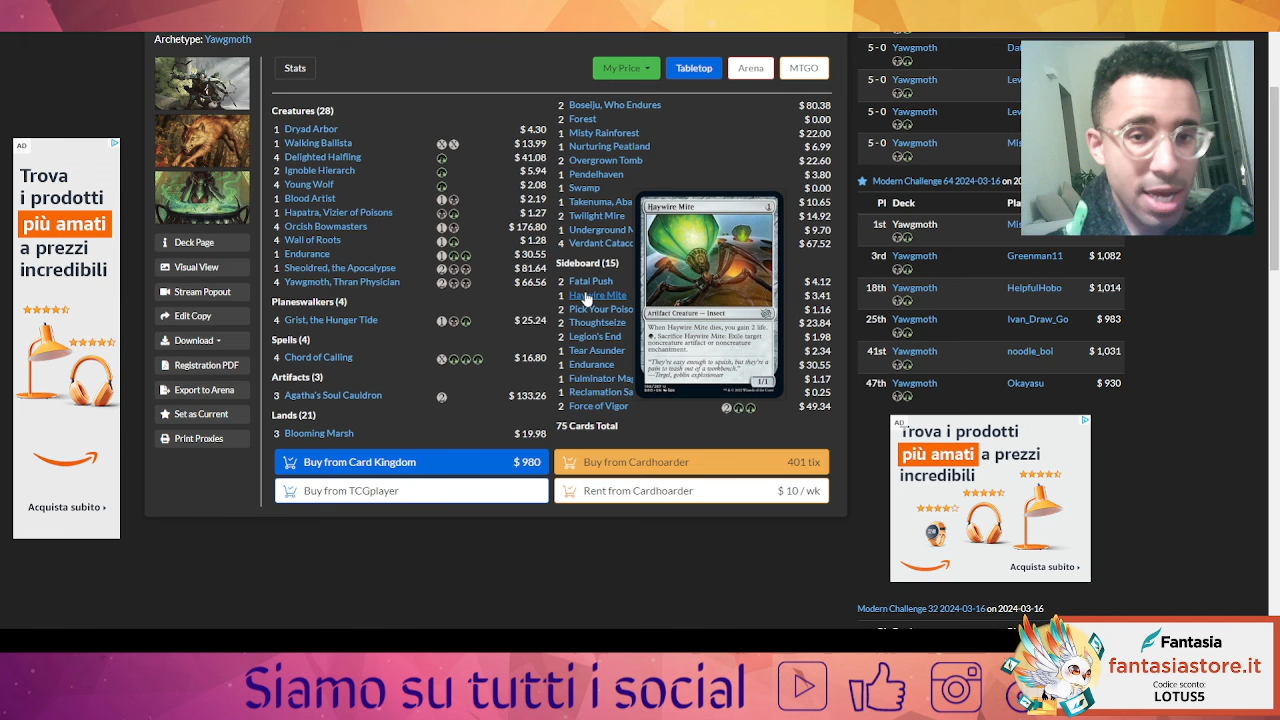 Archetype: Yawgmoth
Stats
My Price
Tabletop
Arena
MTGO
Creatures (28)
1 Dryad Arbor $ 4.30
1 Walking Ballista $ 13.99
4 Delighted Halfling $ 41.08
2 Ignoble Hierarch $ 5.94
4 Young Wolf $ 2.08
1 Blood Artist $ 2.19
1 Hapatra, Vizier of Poisons $ 1.27
4 Orcish Bowmasters $ 176.80
4 Wall of Roots $ 1.28
1 Endurance $ 30.55
1 Sheoldred, the Apocalypse $ 81.64
4 Yawgmoth, Thran Physician $ 66.56
Planeswalkers (4)
4 Grist, the Hunger Tide $ 25.24
Spells (4)
4 Chord of Calling $ 16.80
Artifacts (3)
3 Agatha's Soul Cauldron $ 133.26
Lands (21)
3 Blooming Marsh $ 19.98
2 Boseiju, Who Endures $ 80.38
2 Forest $ 0.00
1 Misty Rainforest $ 22.00
1 Nurturing Peatland $ 6.99
2 Overgrown Tomb $ 22.60
1 Pendelhaven $ 3.80
1 Swamp $ 0.00
1 Takenuma, Aba $ 10.65
2 Twilight Mire $ 14.92
1 Underground M $ 9.70
4 Verdant Catac $ 67.52
Sideboard (15)
2 Fatal Push $ 4.12
1 Haywire Mite $ 3.41
2 Pick Your Poiso $ 1.16
2 Thoughtseize $ 23.84
2 Legion's End $ 1.98
1 Tear Asunder $ 2.34
1 Endurance $ 30.55
1 Fulminator Mag $ 1.17
1 Reclamation Sa $ 0.25
2 Force of Vigor $ 49.34
75 Cards Total
Haywire Mite 1
Artifact Creature — Insect
When Haywire Mite dies, you gain 2 life.
, Sacrifice Haywire Mite: Exile target
noncreature artifact or noncreature
enchantment.
"They're easy enough to squish, but they're a
pain to tease out of a workbench."
1/1
Deck Page
Visual View
Stream Popout
Edit Copy
Download
Registration PDF
Export to Arena
Set as Current
Print Proxies
Buy from Card Kingdom $ 980
Buy from Cardhoarder 401 tix
Buy from TCGplayer
Rent from Cardhoarder $ 10 / wk
5 - 0 Yawgmoth Dat
5 - 0 Yawgmoth Lev
5 - 0 Yawgmoth Lev
5 - 0 Yawgmoth Mis
Modern Challenge 64 2024-03-16 on 20
Pl Deck Pla
1st Yawgmoth
3rd Yawgmoth Greenman11 $ 1,082
18th Yawgmoth HelpfulHobo $ 1,014
25th Yawgmoth Ivan_Draw_Go $ 983
41st Yawgmoth noodle_boi $ 1,031
47th Yawgmoth Okayasu $ 930
Modern Challenge 32 2024-03-16 on 2024-03-16
AD
Trova
i prodotti
più amati
a prezzi
incredibili
Acquista subito ›
AD
Trova i prodotti
più amati a prezzi
incredibili
Acquista subito ›
Siamo su tutti i social
Fantasia
fantasiastore.it
Codice sconto:
LOTUS5